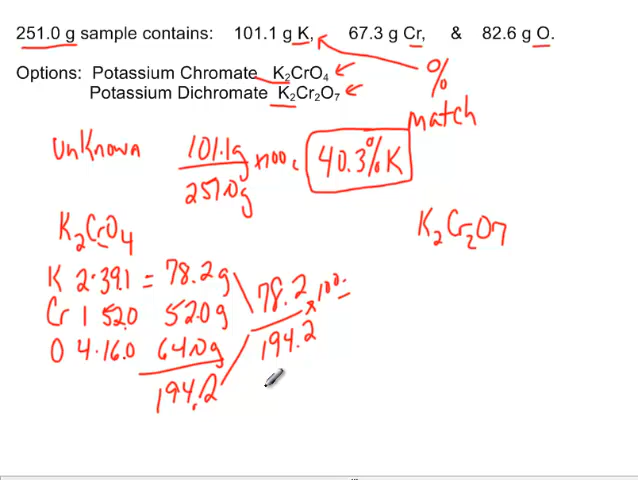 251.0 g sample contains: 101.1 g K, 67.3 g Cr, & 82.6 g O.
Options: Potassium Chromate K₂CrO₄
Potassium Dichromate K₂Cr₂O₇
%
match
Unknown 101.1g / 251.0g ×100 = 40.3% K
K₂CrO₄ K₂Cr₂O7
K 2·39.1 = 78.2g 78.2 × 100 =
Cr 1 52.0 52.0g
O 4·16.0 64.0g 194.2
194.2